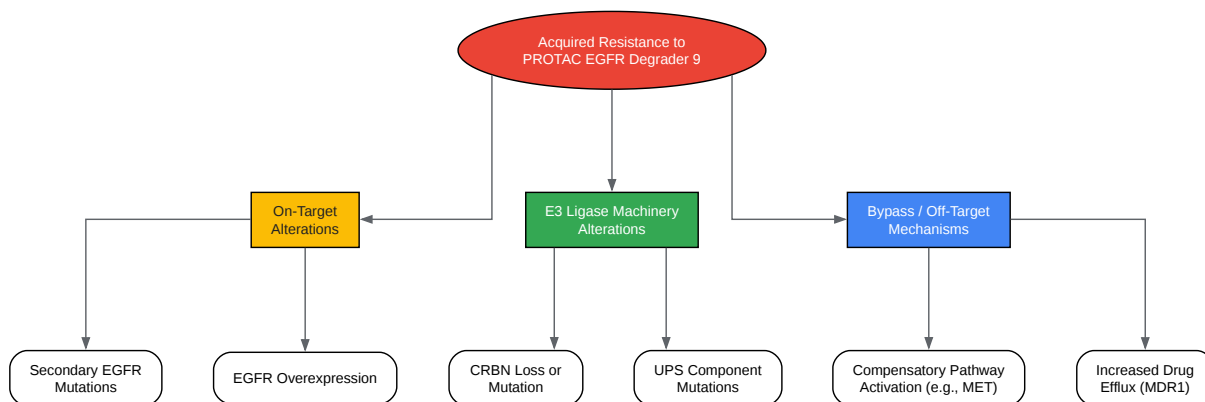 Acquired Resistance to
PROTAC EGFR Degrader 9
On-Target
Alterations
E3 Ligase Machinery
Alterations
Bypass / Off-Target
Mechanisms
Secondary EGFR
Mutations
EGFR Overexpression
CRBN Loss or
Mutation
UPS Component
Mutations
Compensatory Pathway
Activation (e.g., MET)
Increased Drug
Efflux (MDR1)